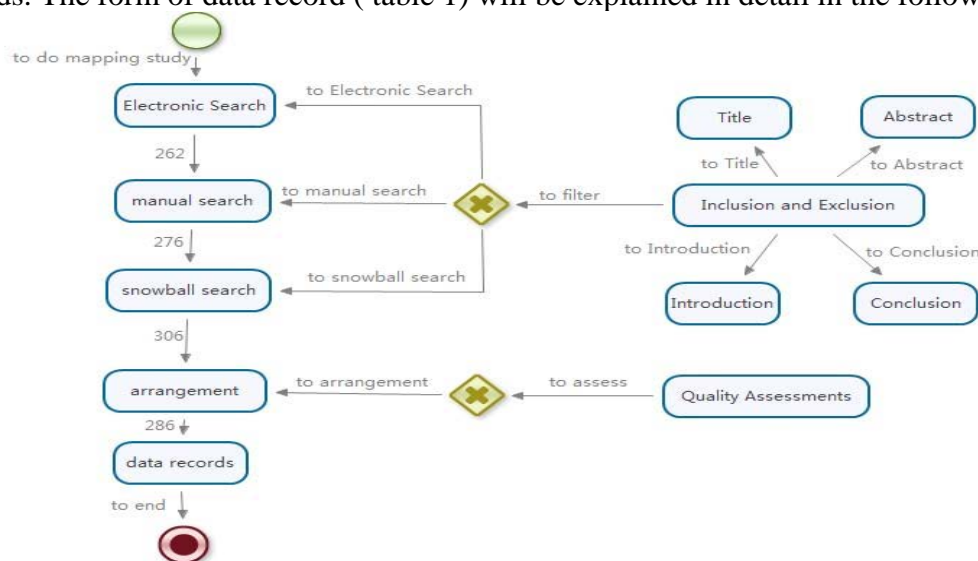 ds. The form of data record ( table 1) will be explained in detail in the follow
to do mapping study
Electronic Search
to Electronic Search
Title
Abstract
262
to Title
to Abstract
manual search
to manual search
to filter
Inclusion and Exclusion
276
to Introduction
to Conclusion
to snowball search
snowball search
Introduction
Conclusion
306
arrangement
to arrangement
to assess
Quality Assessments
286
data records
to end